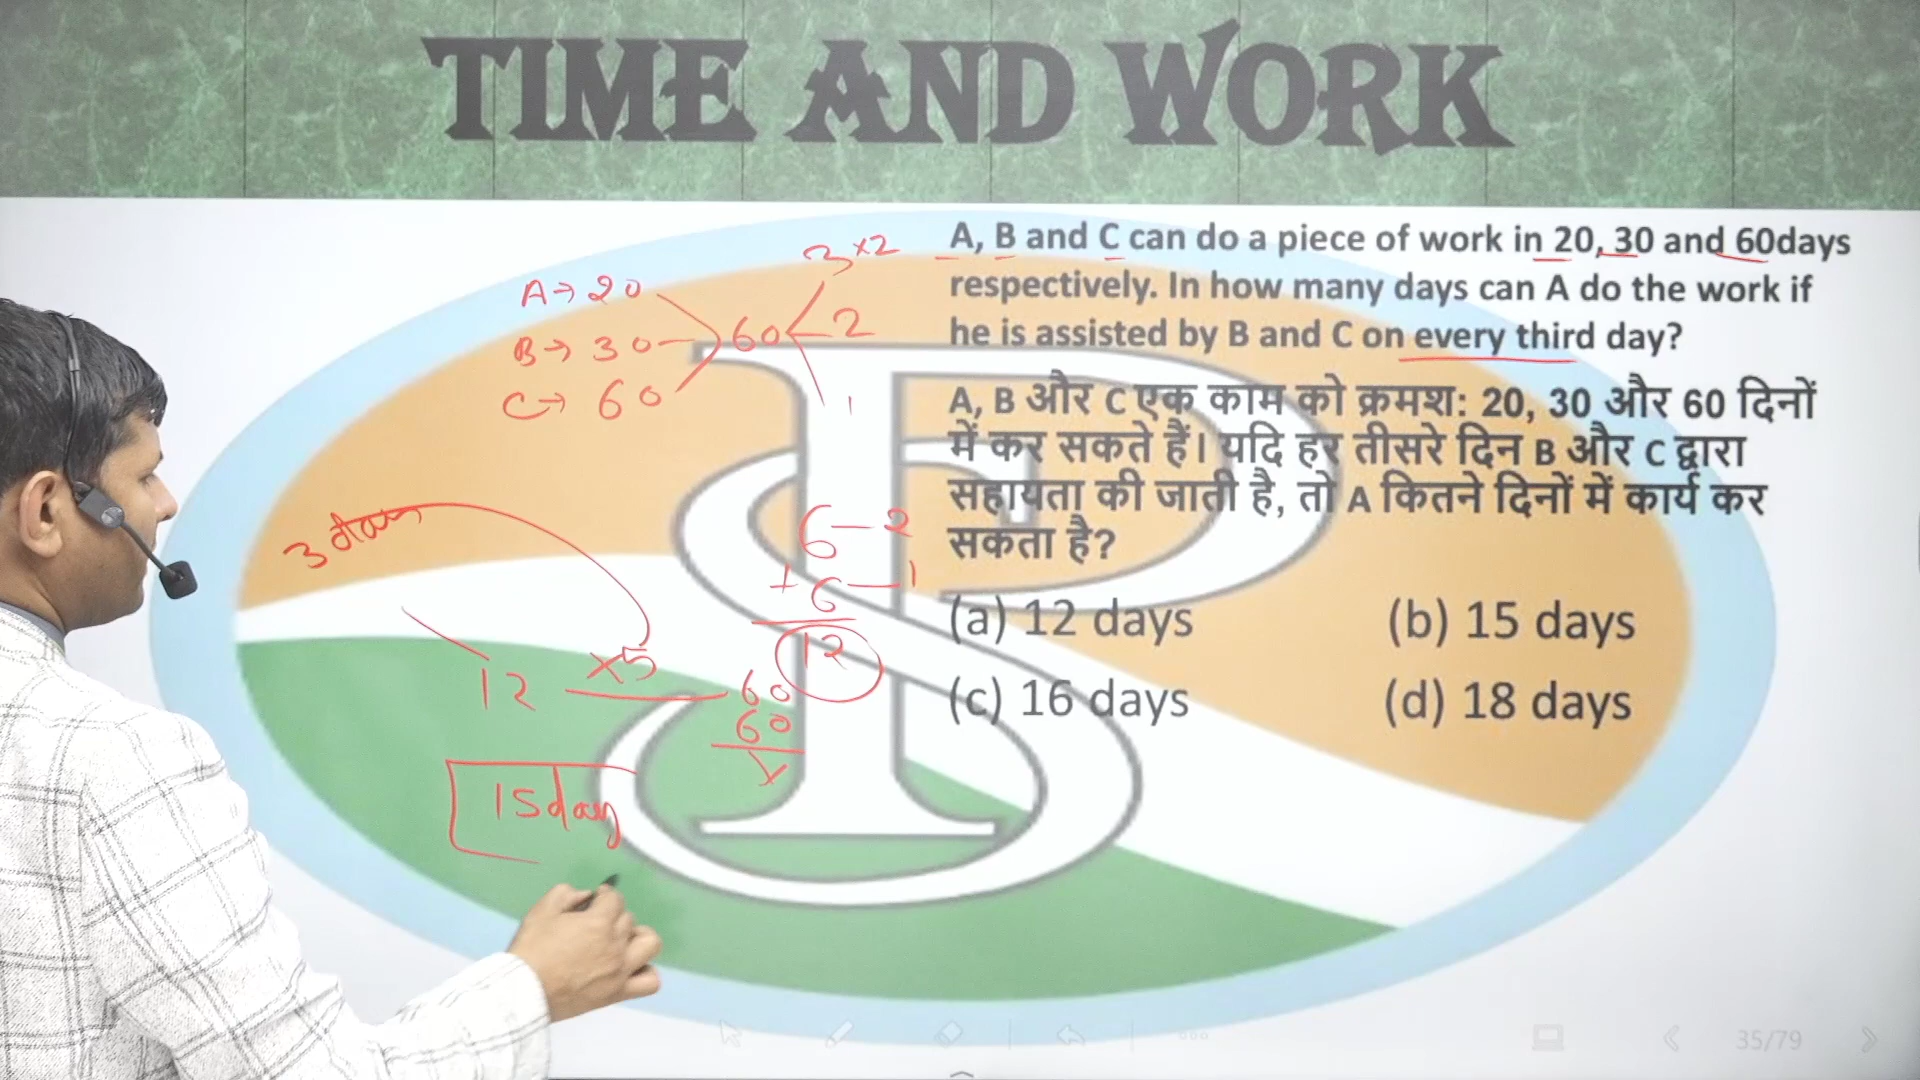 TIME AND WORK
A, B and C can do a piece of work in 20, 30 and 60days
respectively. In how many days can A do the work if
he is assisted by B and C on every third day?
A, B और C एक काम को क्रमश: 20, 30 और 60 दिनों
में कर सकते हैं। यदि हर तीसरे दिन B और C द्वारा
सहायता की जाती है, तो A कितने दिनों में कार्य कर
सकता है?
(a) 12 days (b) 15 days
(c) 16 days (d) 18 days
A→ 20
B→ 30
C→ 60
60
3×2
2
1
6—2
+6—1
12
3 day
12 ×5 60
60
1
15day
35/79